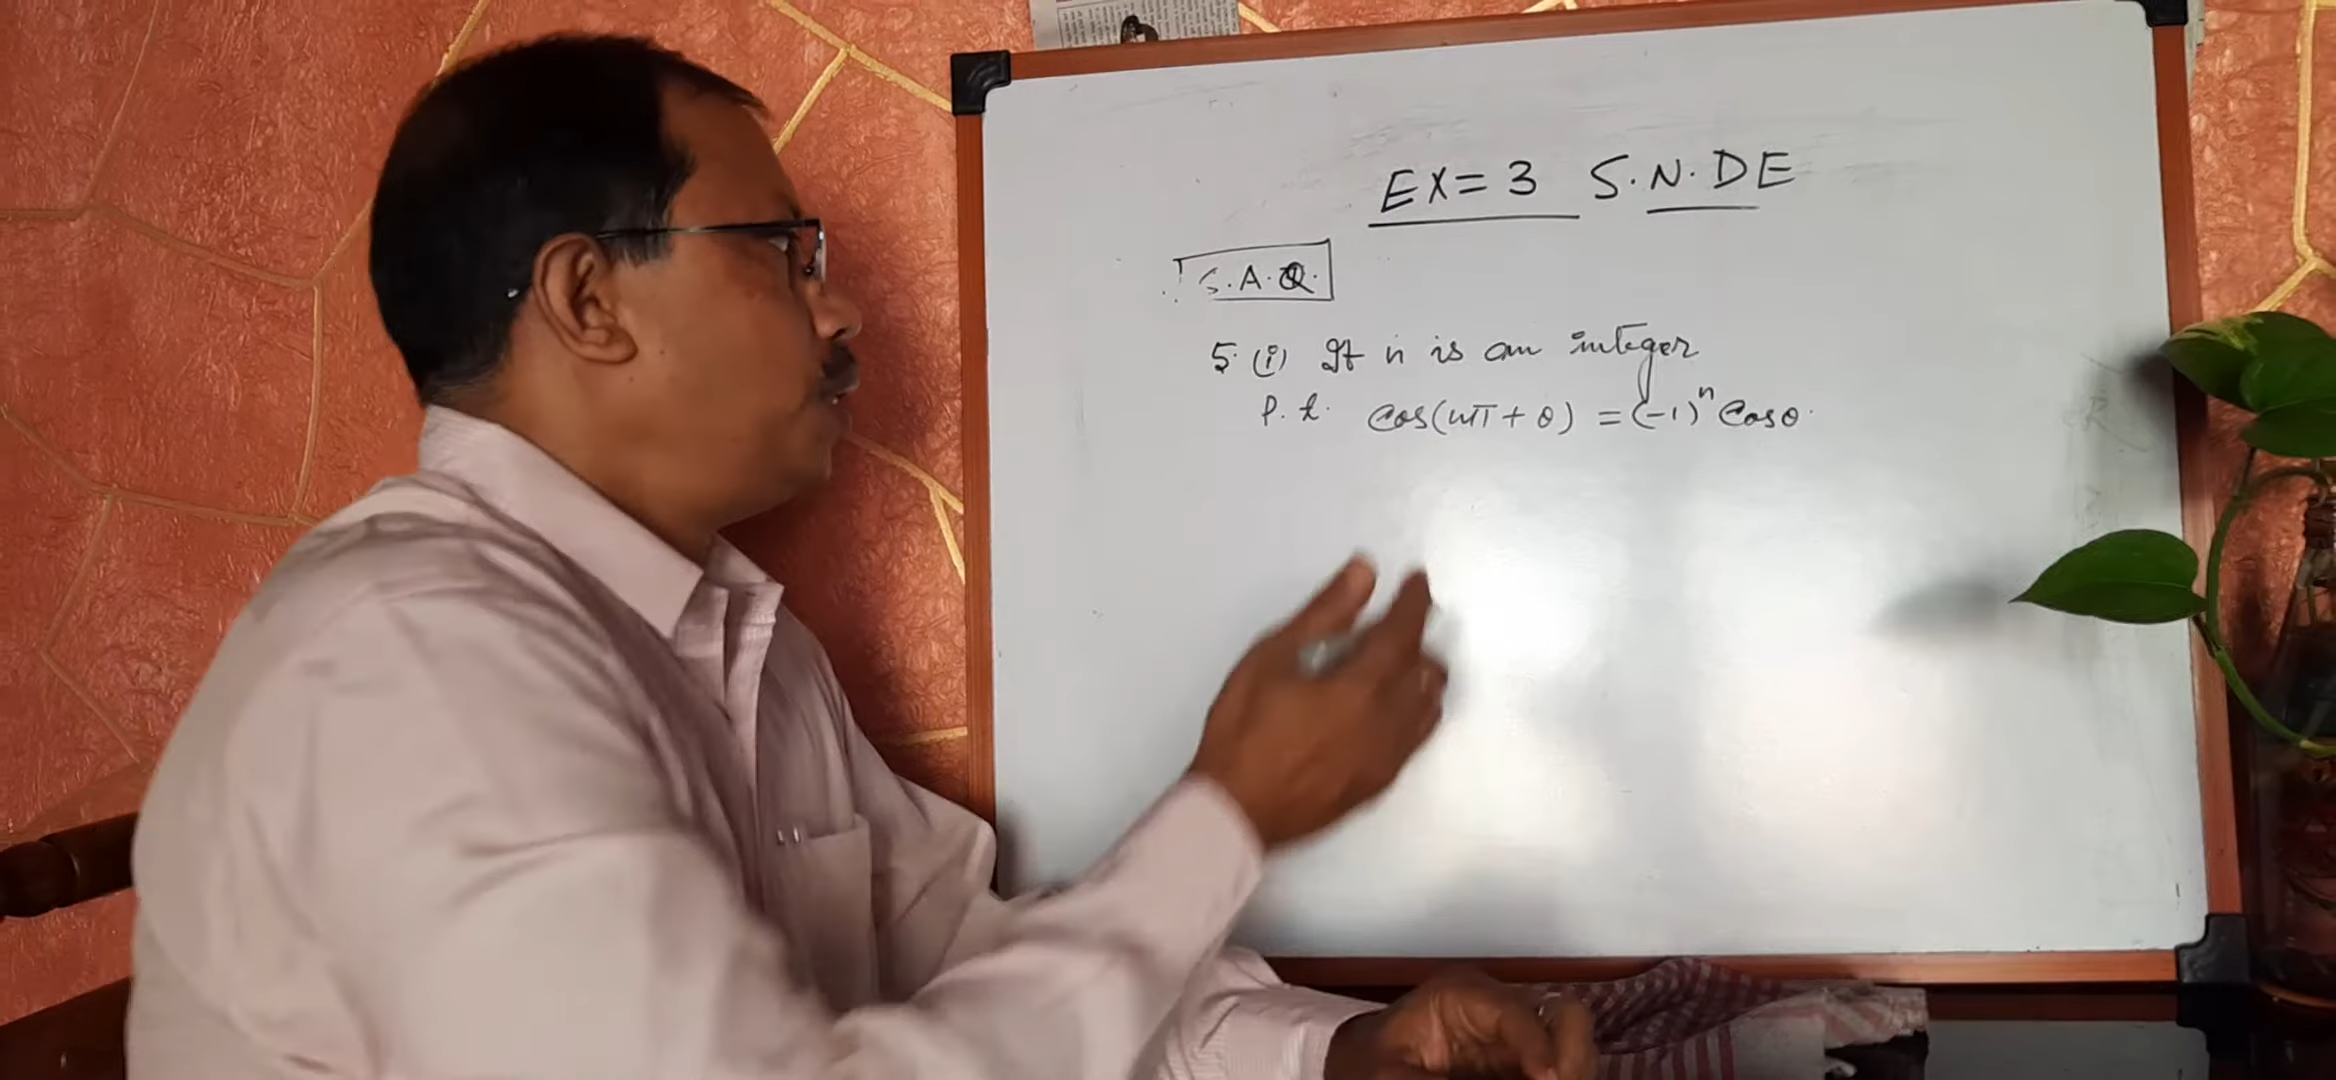 EX=3 S.N.DE
S.A.Q.
5. (i) If n is an integer
P.t. Cos(nπ + θ) = (-1)ⁿ Cosθ.